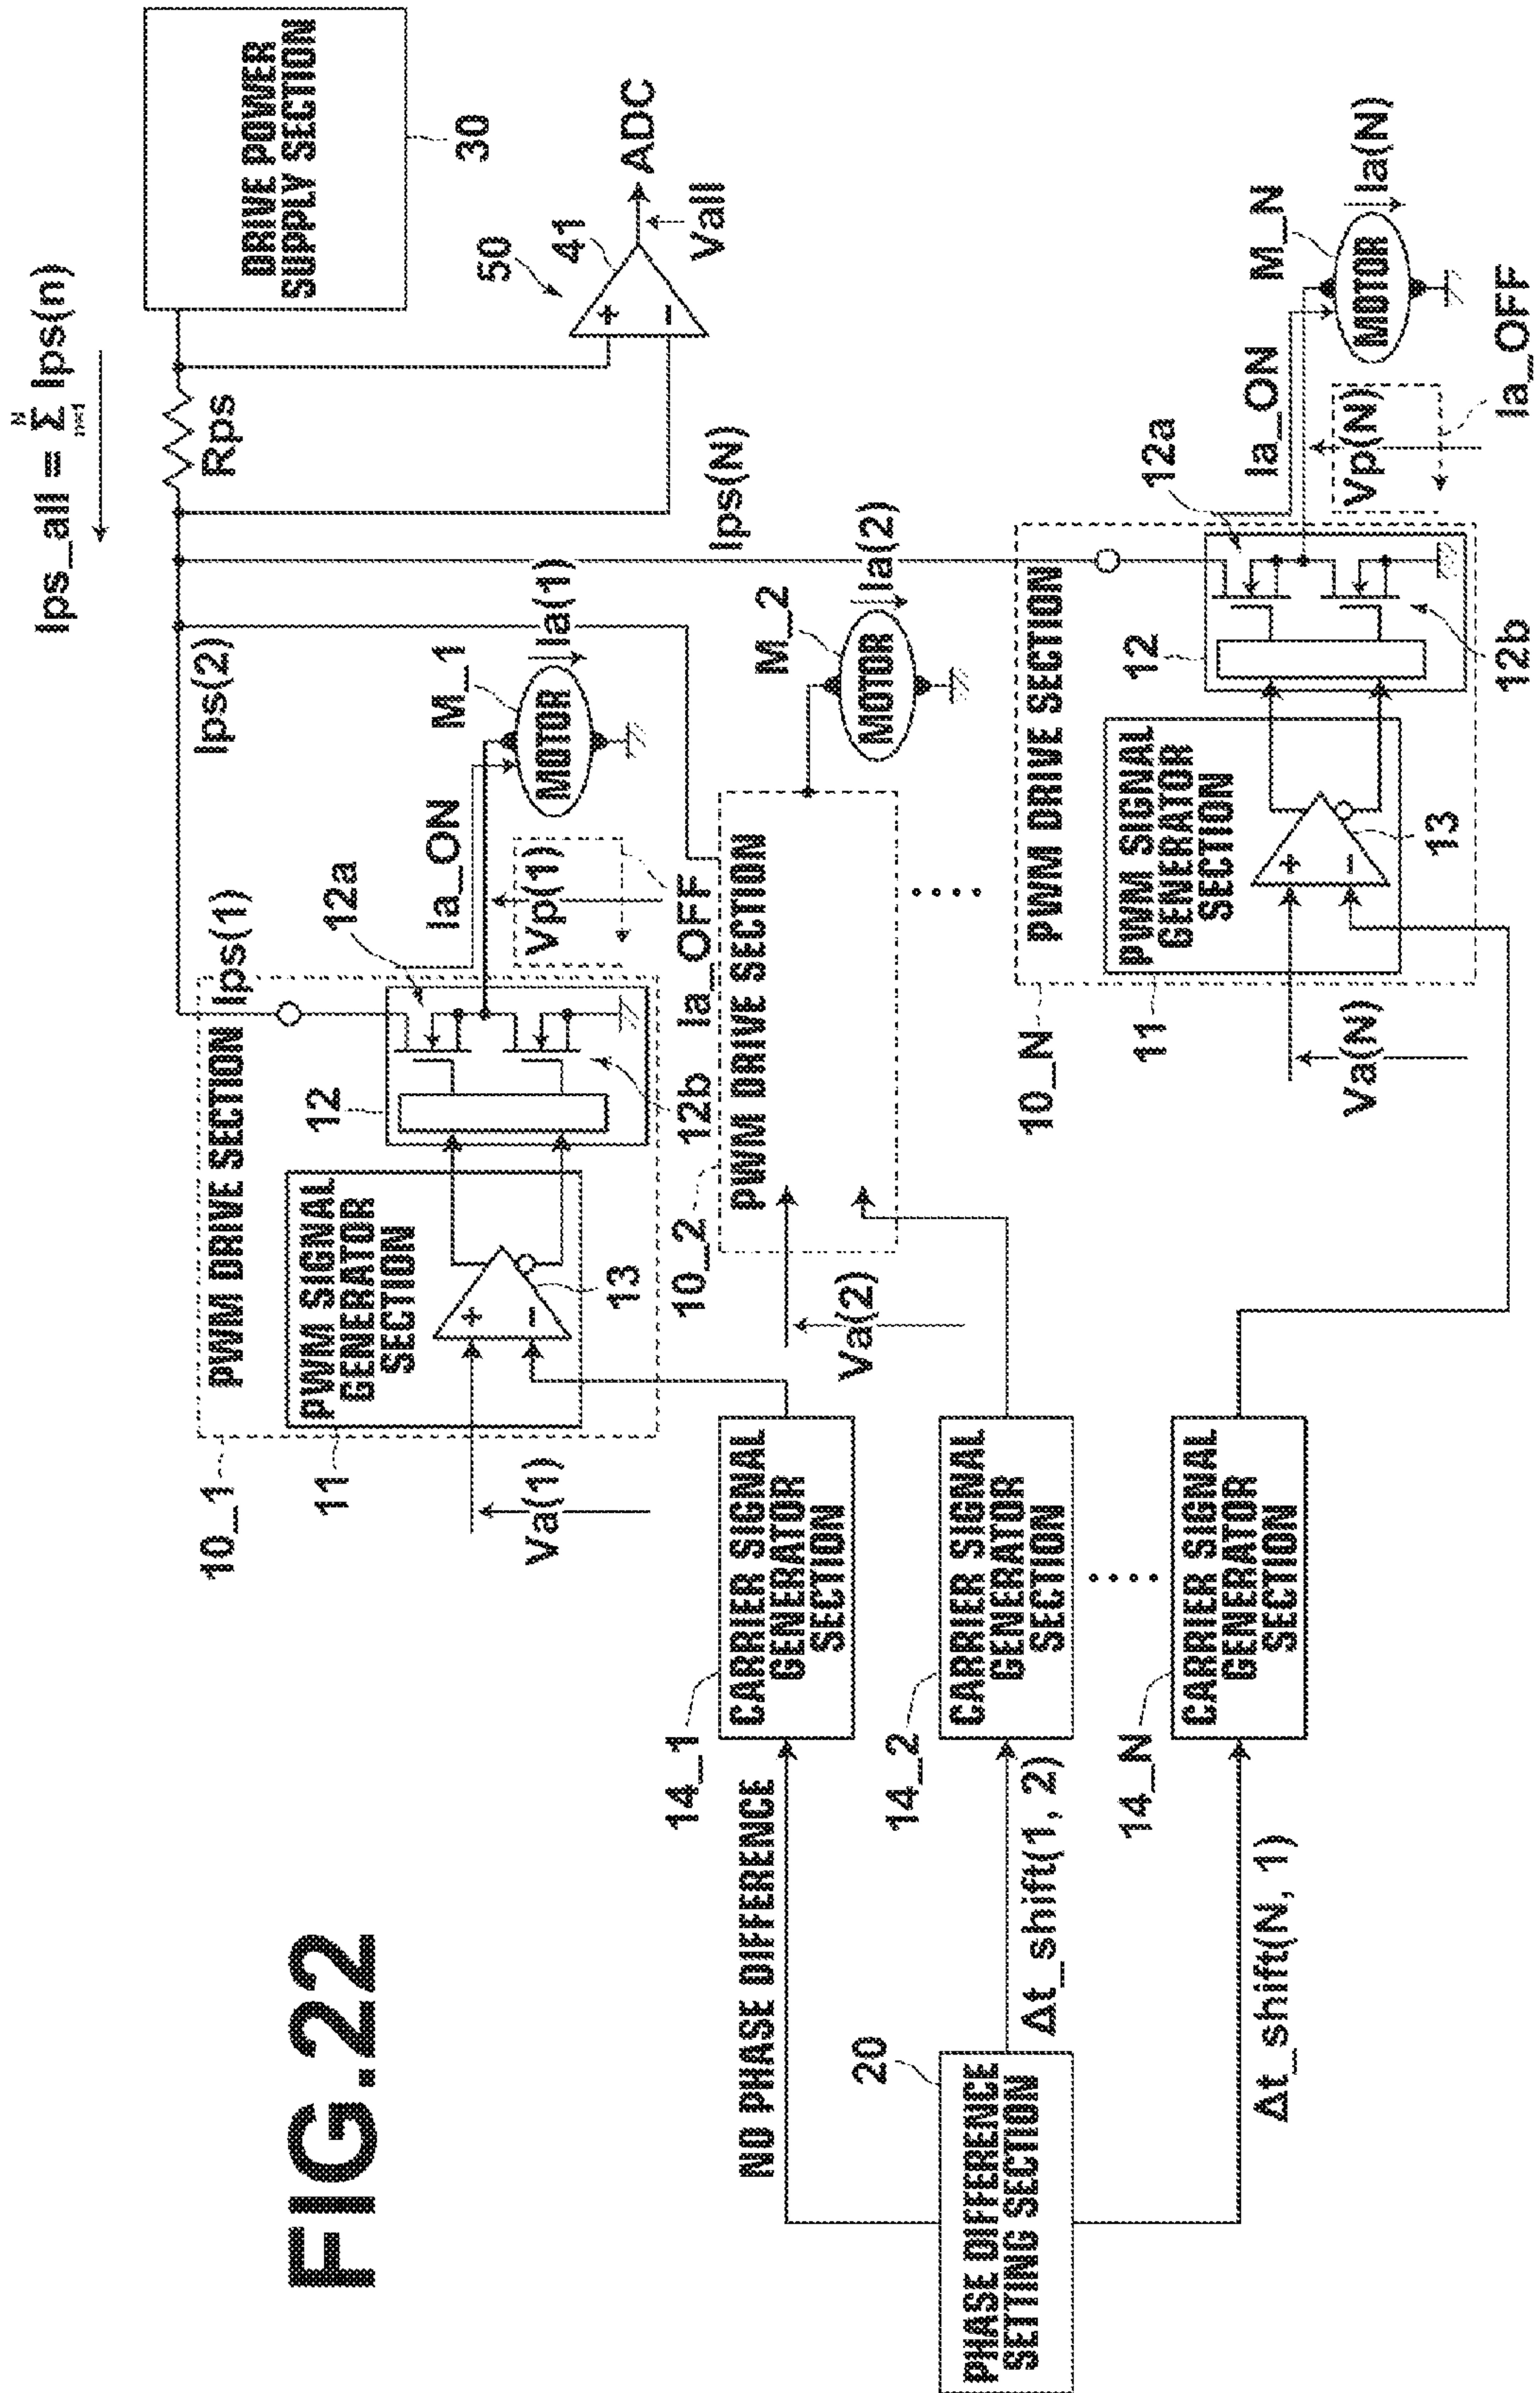 FIG.22
Ips_all = Σ Ips(n)
N
n=1
DRIVE POWER
SUPPLY SECTION
30
Rps
50
41
+
−
ADC
Vall
Ips(2)
Ips(1)
Ips(N)
10_1
PWM DRIVE SECTION
11
PWM SIGNAL
GENERATOR
SECTION
+
−
13
12
12a
12b
Va(1)
Ia_ON
Vp(1)
Ia_OFF
M_1
MOTOR
Ia(1)
10_2
PWM DRIVE SECTION
Va(2)
M_2
MOTOR
Ia(2)
10_N
PWM DRIVE SECTION
11
PWM SIGNAL
GENERATOR
SECTION
+
−
13
12
12a
12b
Va(N)
Ia_ON
Vp(N)
Ia_OFF
M_N
MOTOR
Ia(N)
14_1
CARRIER SIGNAL
GENERATOR
SECTION
14_2
CARRIER SIGNAL
GENERATOR
SECTION
14_N
CARRIER SIGNAL
GENERATOR
SECTION
NO PHASE DIFFERENCE
Δt_shift(1, 2)
Δt_shift(N, 1)
20
PHASE DIFFERENCE
SETTING SECTION